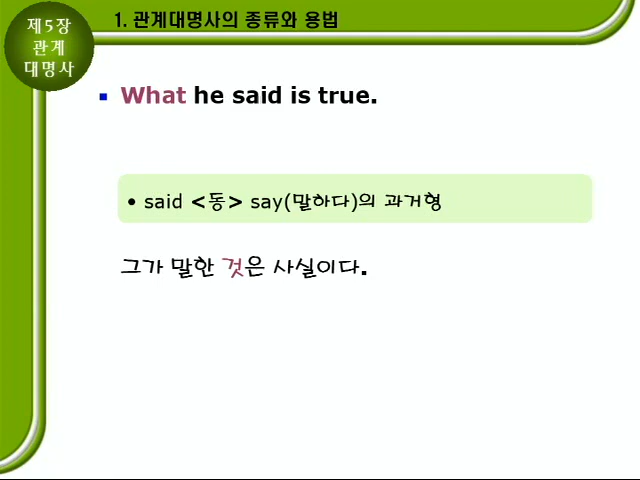 제5장
관계
대명사
1. 관계대명사의 종류와 용법
▪ What he said is true.
• said <동> say(말하다)의 과거형
그가 말한 것은 사실이다.